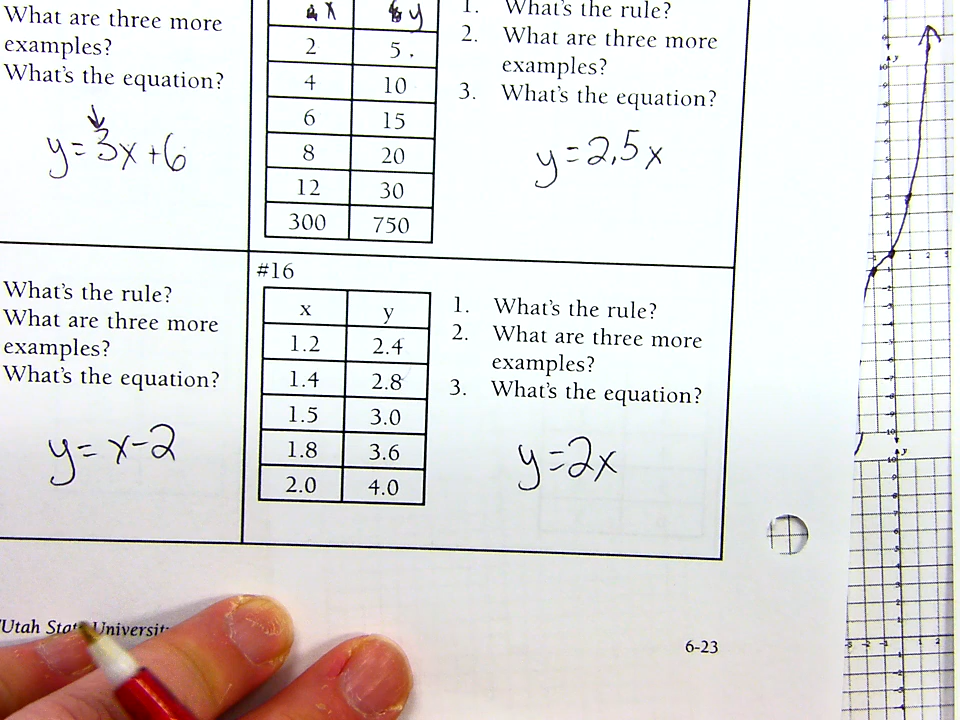 What are three more
examples?
What's the equation?
y = 3x + 6
x y
2 5
4 10
6 15
8 20
12 30
300 750
1. What's the rule?
2. What are three more
examples?
3. What's the equation?
y = 2.5x
What's the rule?
What are three more
examples?
What's the equation?
y = x - 2
#16
x y
1.2 2.4
1.4 2.8
1.5 3.0
1.8 3.6
2.0 4.0
1. What's the rule?
2. What are three more
examples?
3. What's the equation?
y = 2x
Utah State University
6-23